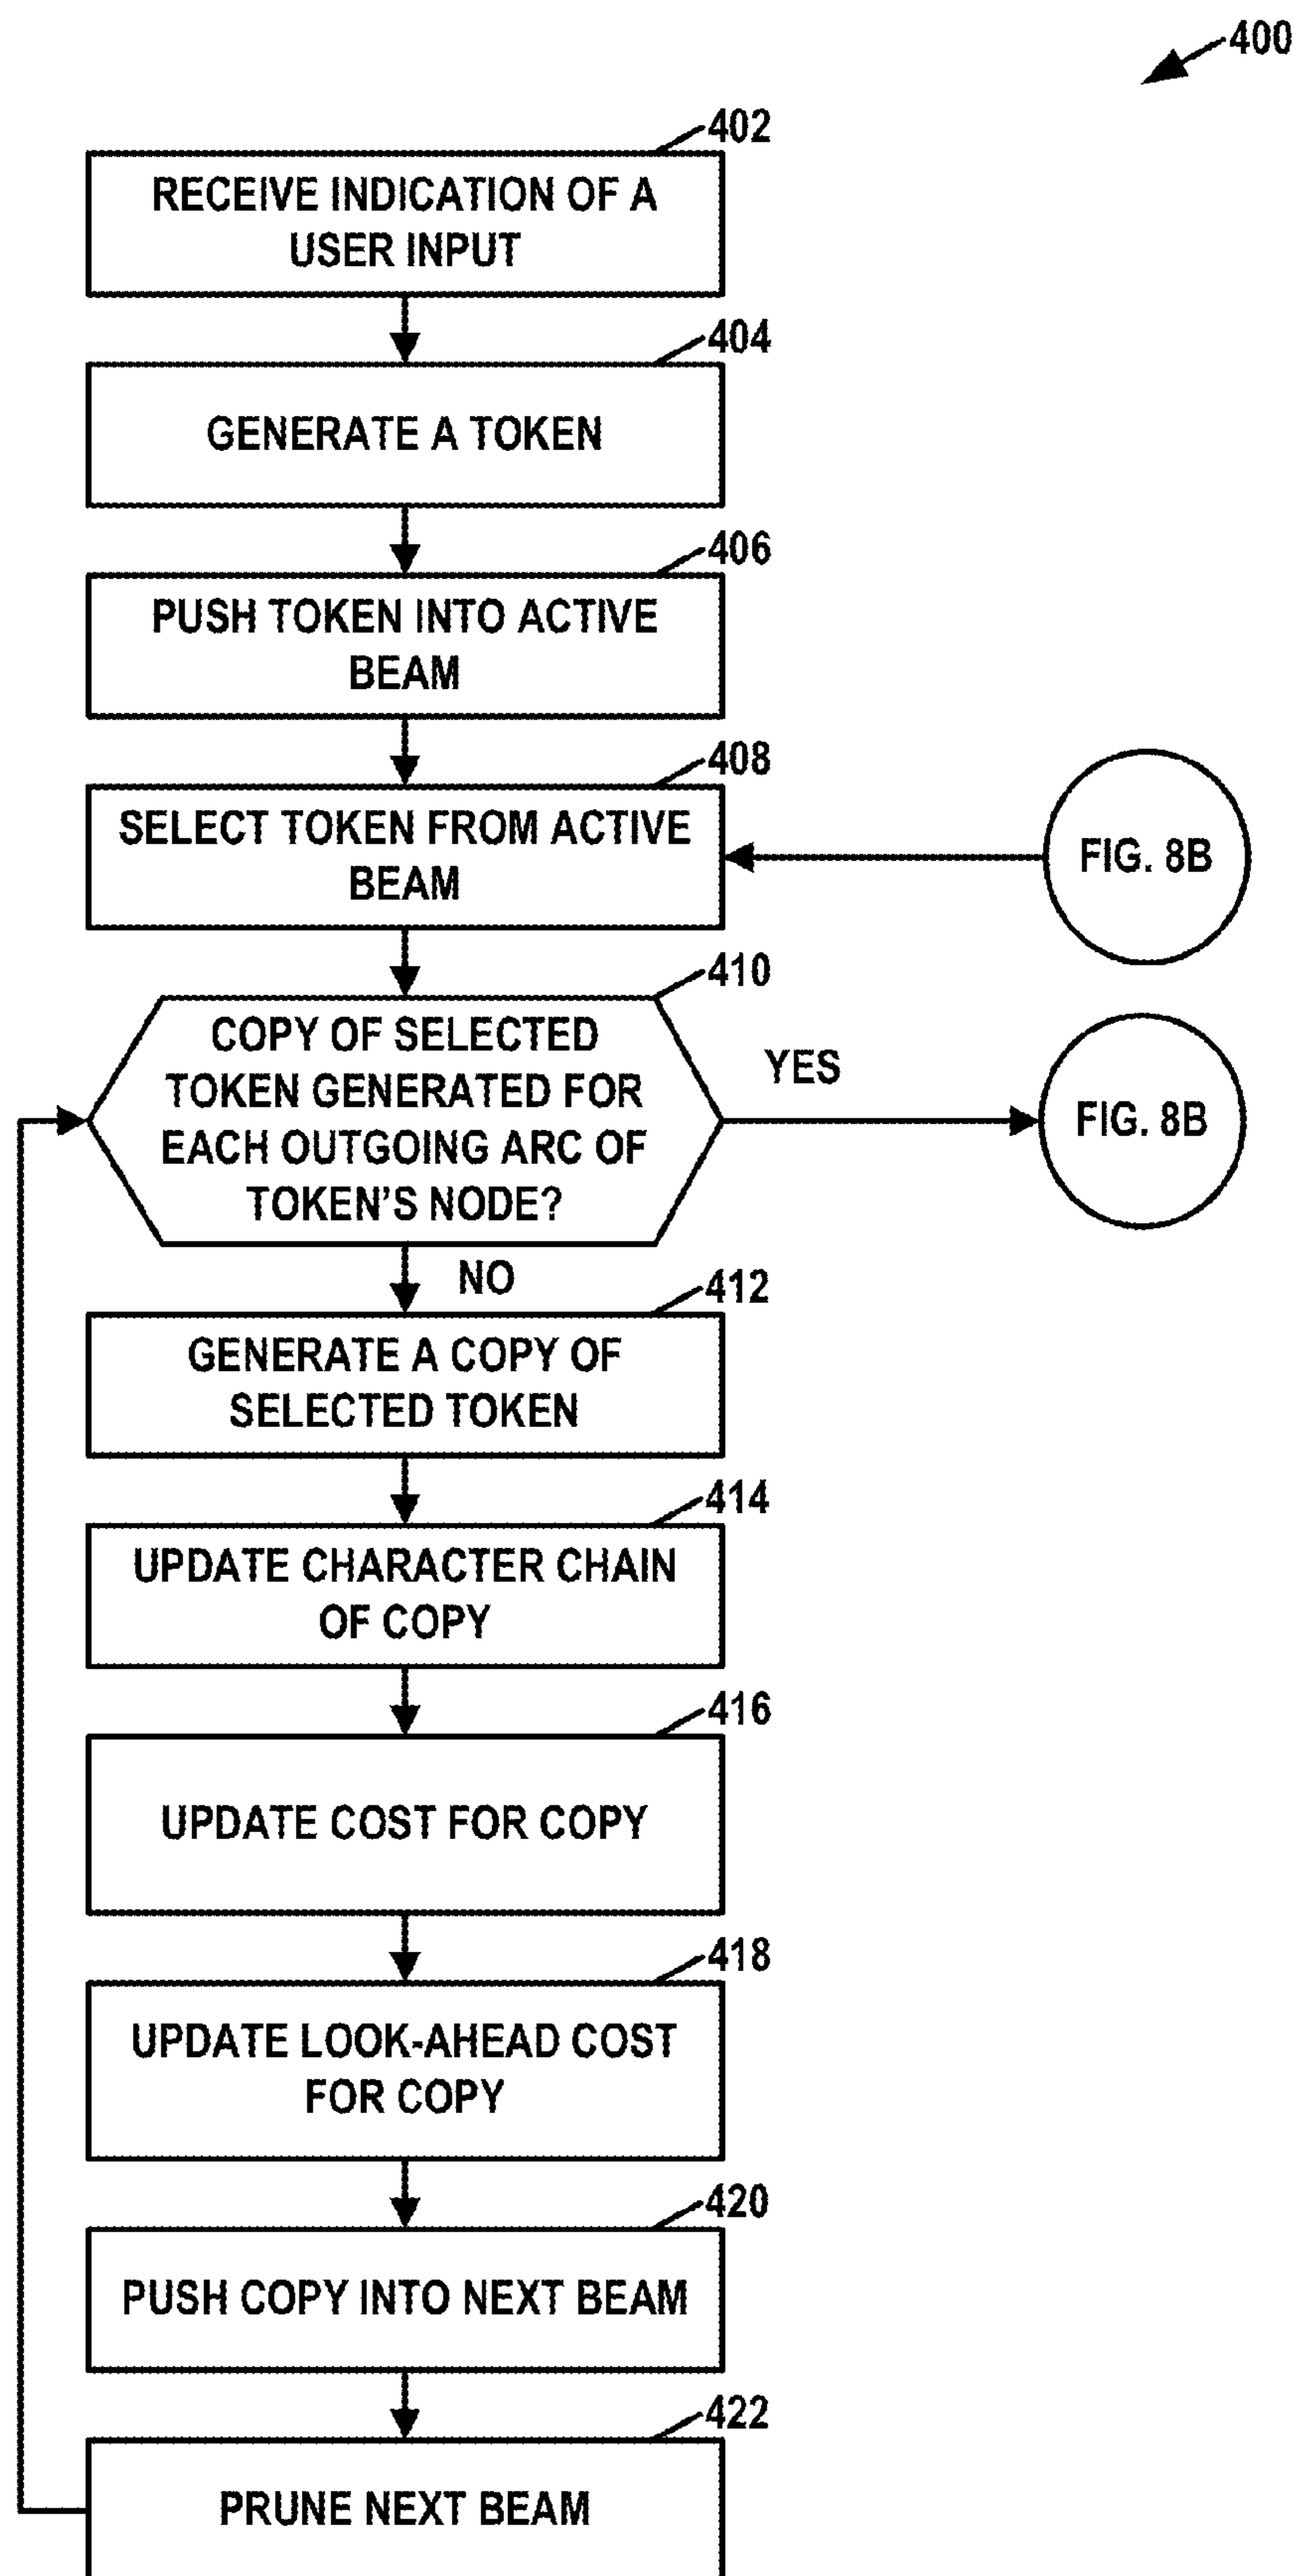 400
402
RECEIVE INDICATION OF A
USER INPUT
404
GENERATE A TOKEN
406
PUSH TOKEN INTO ACTIVE
BEAM
408
SELECT TOKEN FROM ACTIVE
BEAM
FIG. 8B
410
COPY OF SELECTED
TOKEN GENERATED FOR
EACH OUTGOING ARC OF
TOKEN'S NODE?
YES
FIG. 8B
NO
412
GENERATE A COPY OF
SELECTED TOKEN
414
UPDATE CHARACTER CHAIN
OF COPY
416
UPDATE COST FOR COPY
418
UPDATE LOOK-AHEAD COST
FOR COPY
420
PUSH COPY INTO NEXT BEAM
422
PRUNE NEXT BEAM